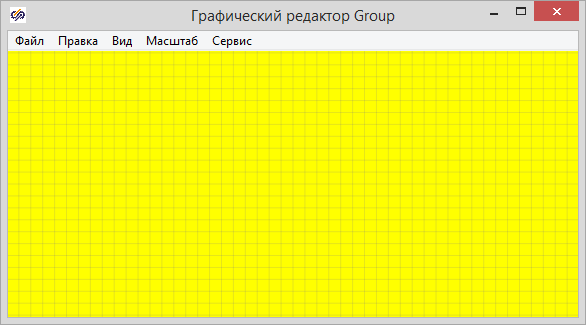 Графический редактор Group
Файл Правка Вид Масштаб Сервис